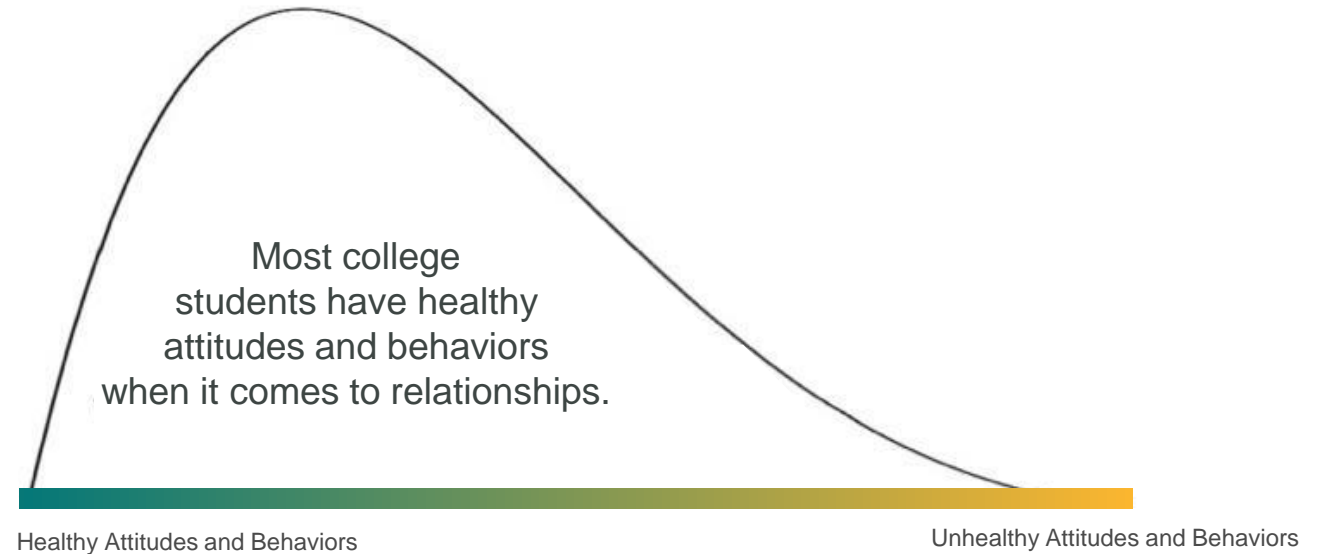 Most college
students have healthy
attitudes and behaviors
when it comes to relationships.
Healthy Attitudes and Behaviors
Unhealthy Attitudes and Behaviors